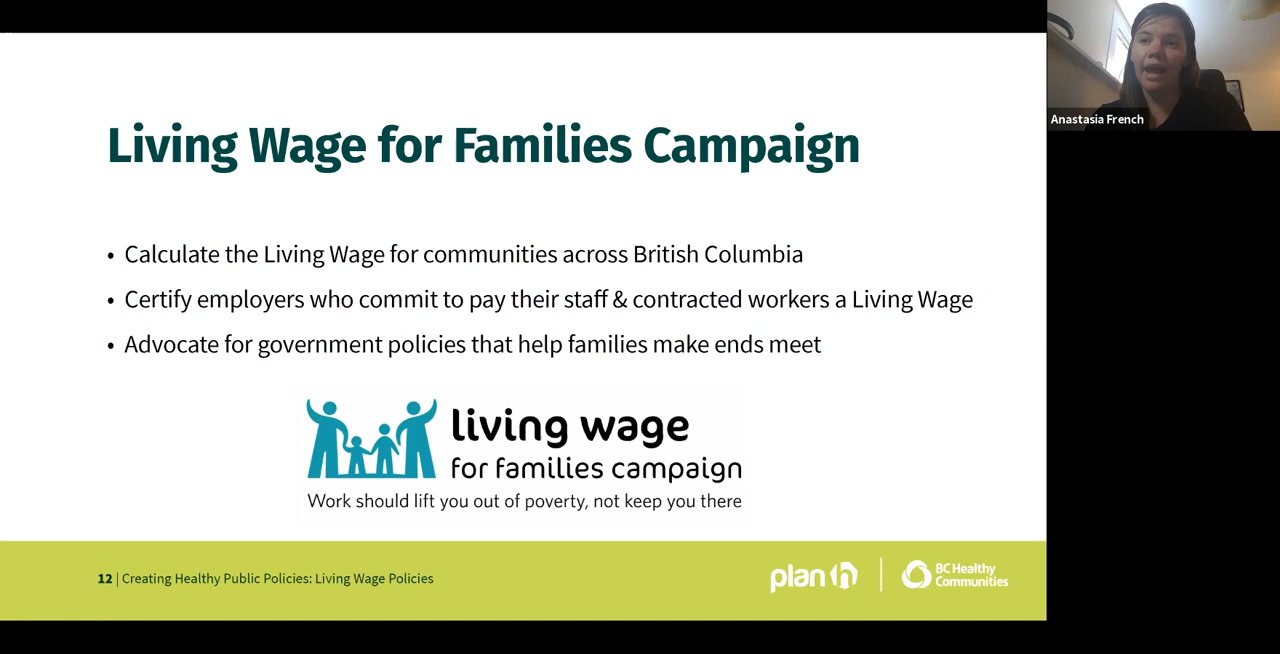 Living Wage for Families Campaign
• Calculate the Living Wage for communities across British Columbia
• Certify employers who commit to pay their staff & contracted workers a Living Wage
• Advocate for government policies that help families make ends meet
living wage
for families campaign
Work should lift you out of poverty, not keep you there
12 | Creating Healthy Public Policies: Living Wage Policies
plan h
BC Healthy
Communities
Anastasia French